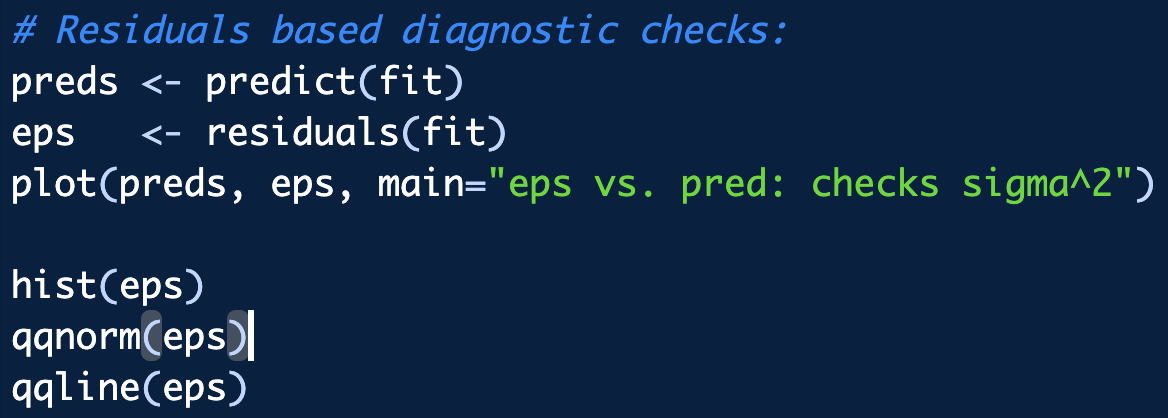 # Residuals based diagnostic checks:
preds <- predict(fit)
eps   <- residuals(fit)
plot(preds, eps, main="eps vs. pred: checks sigma^2")
hist(eps)
qqnorm(eps)
qqline(eps)